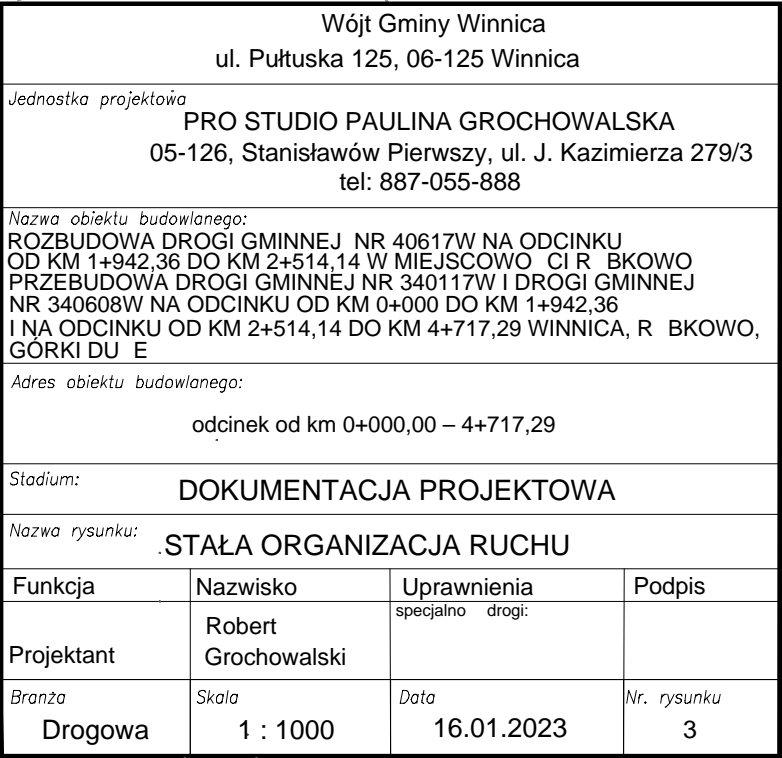 Wójt Gminy Winnica
ul. Pułtuska 125, 06-125 Winnica
Jednostka projektowa
PRO STUDIO PAULINA GROCHOWALSKA
05-126, Stanisławów Pierwszy, ul. J. Kazimierza 279/3
tel: 887-055-888
Nazwa obiektu budowlanego:
ROZBUDOWA DROGI GMINNEJ NR 40617W NA ODCINKU
OD KM 1+942,36 DO KM 2+514,14 W MIEJSCOWO CI R BKOWO
PRZEBUDOWA DROGI GMINNEJ NR 340117W I DROGI GMINNEJ
NR 340608W NA ODCINKU OD KM 0+000 DO KM 1+942,36
I NA ODCINKU OD KM 2+514,14 DO KM 4+717,29 WINNICA, R BKOWO,
GÓRKI DU E
Adres obiektu budowlanego:
odcinek od km 0+000,00 – 4+717,29
Stadium:
DOKUMENTACJA PROJEKTOWA
Nazwa rysunku:
STAŁA ORGANIZACJA RUCHU
Funkcja Nazwisko Uprawnienia Podpis
specjalno drogi:
Robert
Projektant Grochowalski
Branża Skala Data Nr. rysunku
Drogowa 1 : 1000 16.01.2023 3